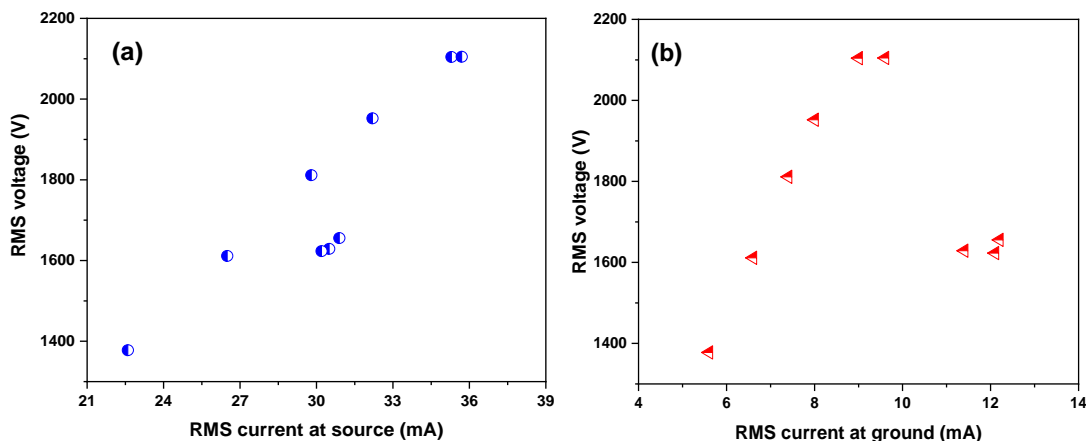 (a)
RMS voltage (V)
2200
2000
1800
1600
1400
21 24 27 30 33 36 39
RMS current at source (mA)
(b)
RMS voltage (V)
2200
2000
1800
1600
1400
4 6 8 10 12 14
RMS current at ground (mA)